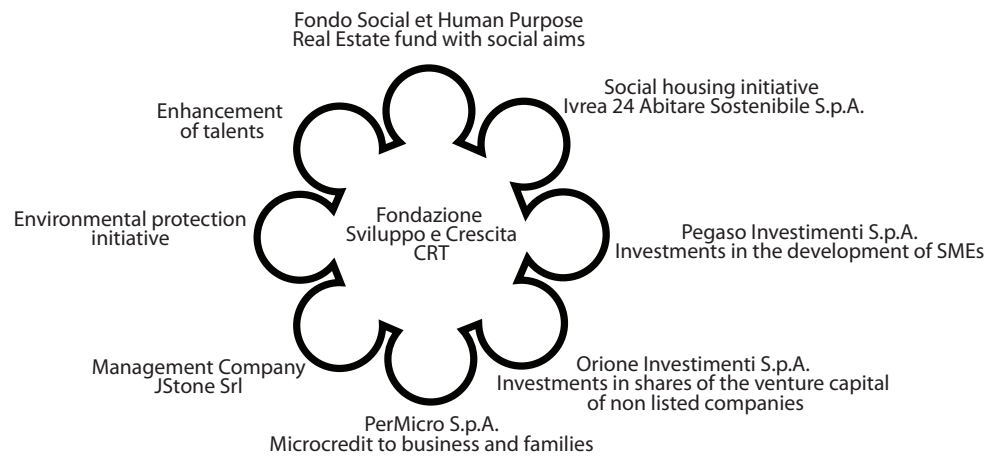 Fondo Social et Human Purpose
Real Estate fund with social aims
Social housing initiative
Ivrea 24 Abitare Sostenibile S.p.A.
Enhancement
of talents
Environmental protection
initiative
Fondazione
Sviluppo e Crescita
CRT
Pegaso Investimenti S.p.A.
Investments in the development of SMEs
Management Company
JStone Srl
Orione Investimenti S.p.A.
Investments in shares of the venture capital
of non listed companies
PerMicro S.p.A.
Microcredit to business and families